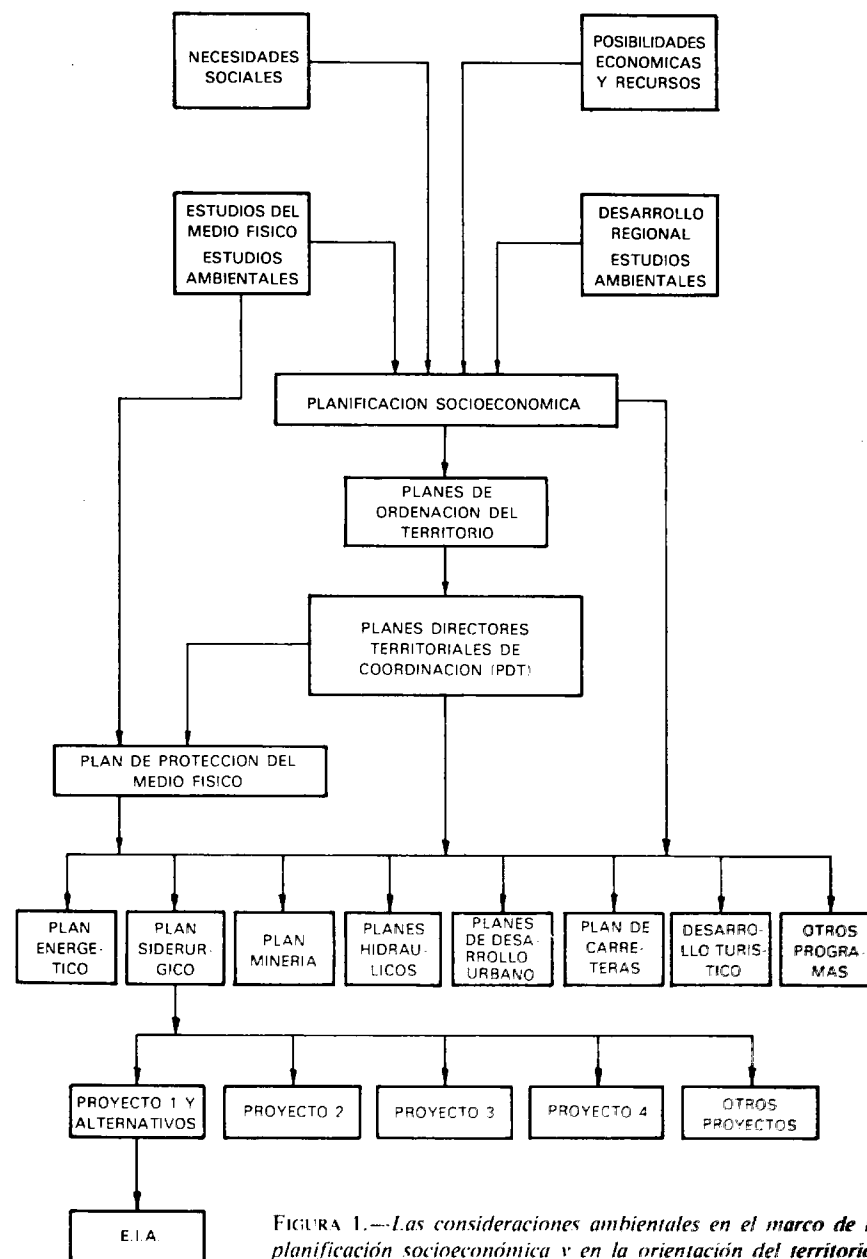 NECESIDADES
SOCIALES
POSIBILIDADES
ECONOMICAS
Y RECURSOS
ESTUDIOS DEL
MEDIO FISICO
ESTUDIOS
AMBIENTALES
DESARROLLO
REGIONAL
ESTUDIOS
AMBIENTALES
PLANIFICACION SOCIOECONOMICA
PLANES DE
ORDENACION DEL
TERRITORIO
PLANES DIRECTORES
TERRITORIALES DE
COORDINACION (PDT)
PLAN DE PROTECCION DEL
MEDIO FISICO
PLAN
ENERGE-
TICO
PLAN
SIDERUR-
GICO
PLAN
MINERIA
PLANES
HIDRAU-
LICOS
PLANES
DE DESA-
RROLLO
URBANO
PLAN DE
CARRE-
TERAS
DESARRO-
LLO TURIS-
TICO
OTROS
PROGRA-
MAS
PROYECTO 1 Y
ALTERNATIVOS
PROYECTO 2
PROYECTO 3
PROYECTO 4
OTROS
PROYECTOS
E.I.A.
FIGURA 1.—Las consideraciones ambientales en el marco de
planificación socioeconómica y en la orientación del territorio